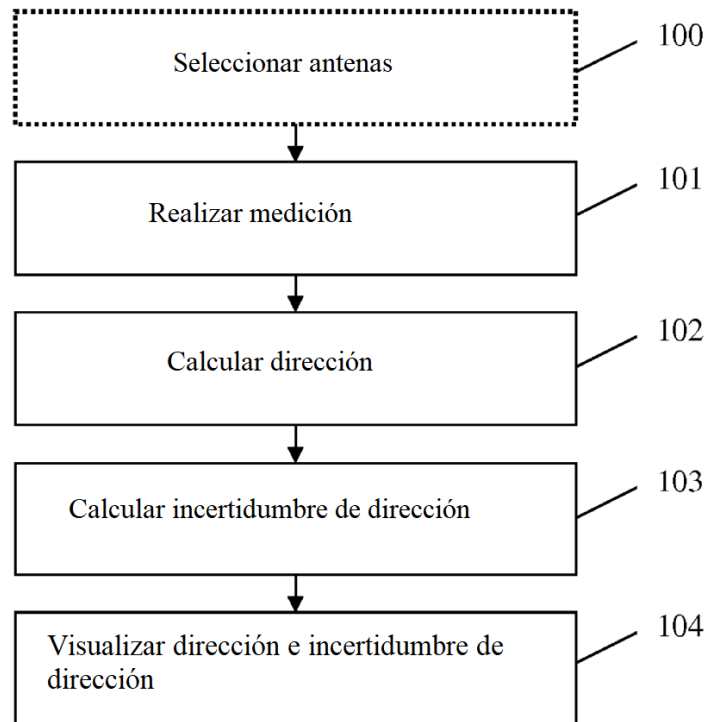 100
Seleccionar antenas
101
Realizar medición
102
Calcular dirección
103
Calcular incertidumbre de dirección
104
Visualizar dirección e incertidumbre de
dirección